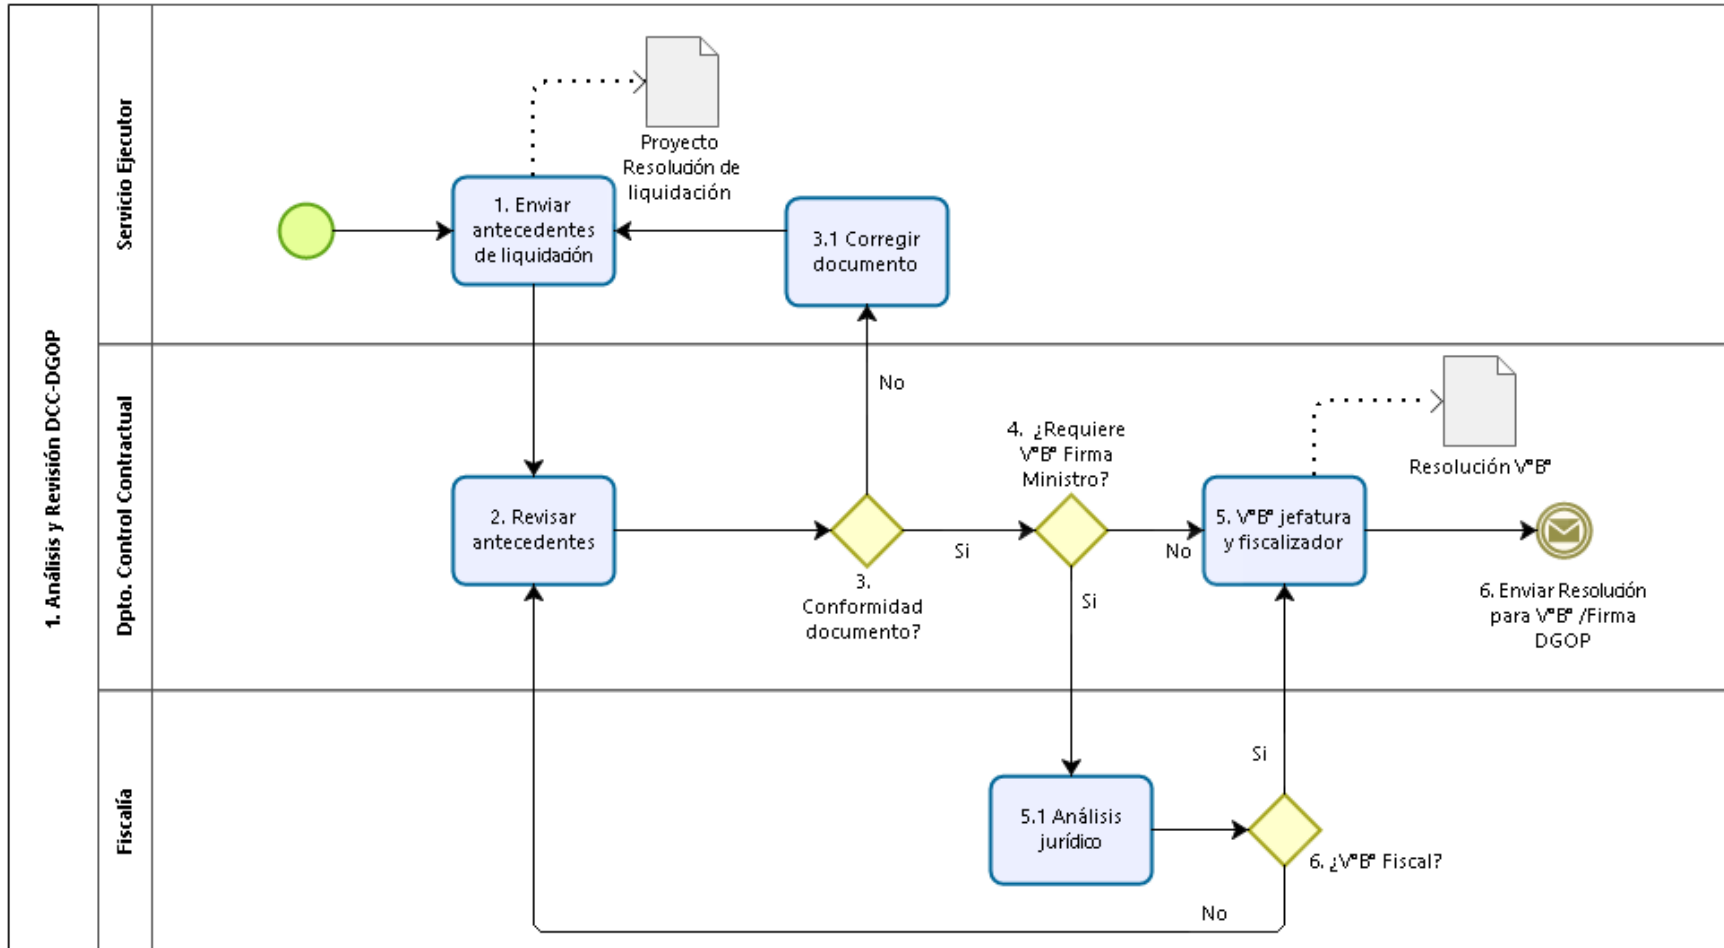 1. Análisis y Revisión DCC-DGOP
Servicio Ejecutor
Proyecto
Resolución de
liquidación
1. Enviar
antecedentes
de liquidación
3.1 Corregir
documento
Dpto. Control Contractual
No
4. ¿Requiere
V°B° Firma
Ministro?
Resolución V°B°
2. Revisar
antecedentes
Si
No
5. V°B° jefatura
y fiscalizador
3.
Conformidad
documento?
Si
6. Enviar Resolución
para V°B° /Firma
DGOP
Fiscalía
Si
5.1 Análisis
jurídico
6. ¿V°B° Fiscal?
No